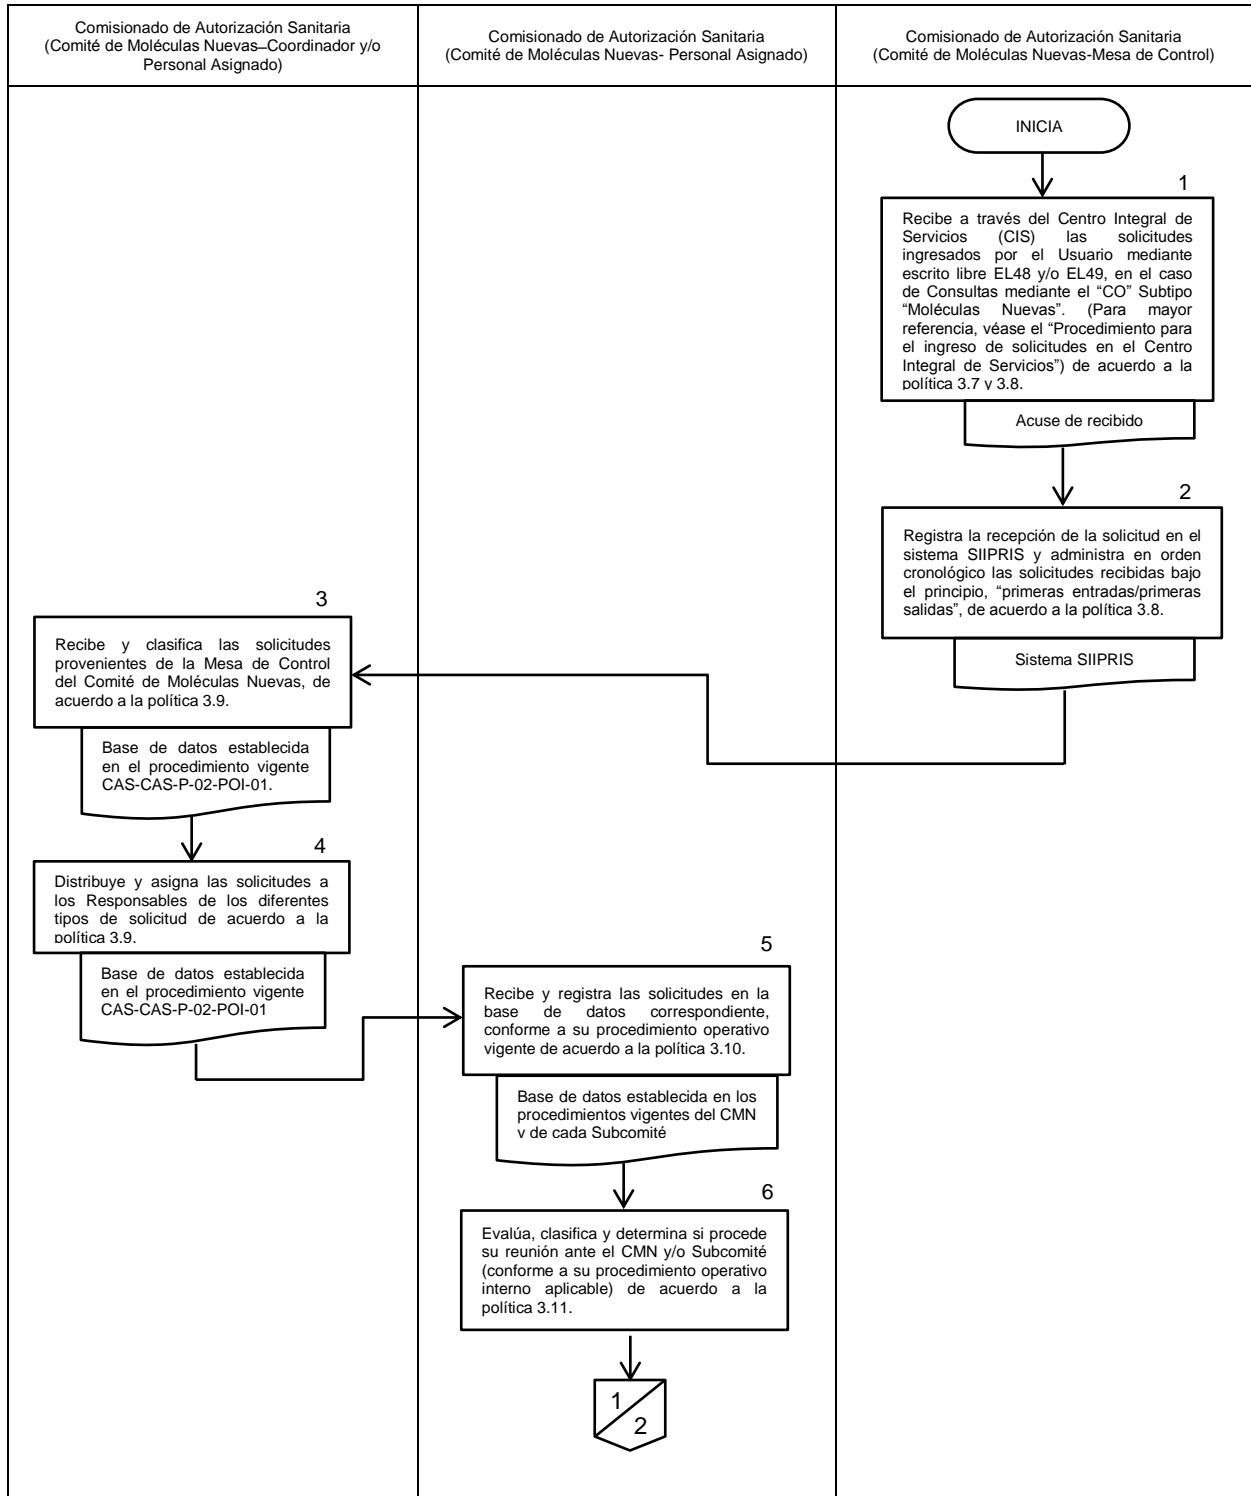 Comisionado de Autorización Sanitaria
(Comité de Moléculas Nuevas–Coordinador y/o
Personal Asignado)
Comisionado de Autorización Sanitaria
(Comité de Moléculas Nuevas- Personal Asignado)
Comisionado de Autorización Sanitaria
(Comité de Moléculas Nuevas-Mesa de Control)
INICIA
1
Recibe a través del Centro Integral de
Servicios (CIS) las solicitudes
ingresados por el Usuario mediante
escrito libre EL48 y/o EL49, en el caso
de Consultas mediante el “CO” Subtipo
“Moléculas Nuevas”. (Para mayor
referencia, véase el “Procedimiento para
el ingreso de solicitudes en el Centro
Integral de Servicios”) de acuerdo a la
política 3.7 y 3.8.
Acuse de recibido
2
Registra la recepción de la solicitud en el
sistema SIIPRIS y administra en orden
cronológico las solicitudes recibidas bajo
el principio, “primeras entradas/primeras
salidas”, de acuerdo a la política 3.8.
Sistema SIIPRIS
3
Recibe y clasifica las solicitudes
provenientes de la Mesa de Control
del Comité de Moléculas Nuevas, de
acuerdo a la política 3.9.
Base de datos establecida
en el procedimiento vigente
CAS-CAS-P-02-POI-01.
4
Distribuye y asigna las solicitudes a
los Responsables de los diferentes
tipos de solicitud de acuerdo a la
política 3.9.
Base de datos establecida
en el procedimiento vigente
CAS-CAS-P-02-POI-01
5
Recibe y registra las solicitudes en la
base de datos correspondiente,
conforme a su procedimiento operativo
vigente de acuerdo a la política 3.10.
Base de datos establecida en los
procedimientos vigentes del CMN
y de cada Subcomité
6
Evalúa, clasifica y determina si procede
su reunión ante el CMN y/o Subcomité
(conforme a su procedimiento operativo
interno aplicable) de acuerdo a la
política 3.11.
1
2